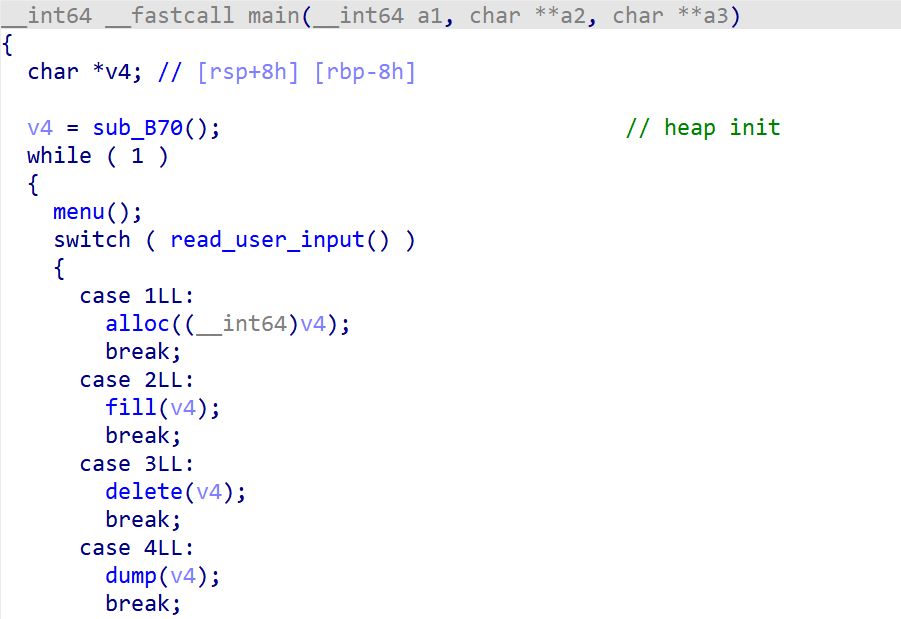 __int64 __fastcall main(__int64 a1, char **a2, char **a3)
{
  char *v4; // [rsp+8h] [rbp-8h]

  v4 = sub_B70();                               // heap init
  while ( 1 )
  {
    menu();
    switch ( read_user_input() )
    {
      case 1LL:
        alloc((__int64)v4);
        break;
      case 2LL:
        fill(v4);
        break;
      case 3LL:
        delete(v4);
        break;
      case 4LL:
        dump(v4);
        break;